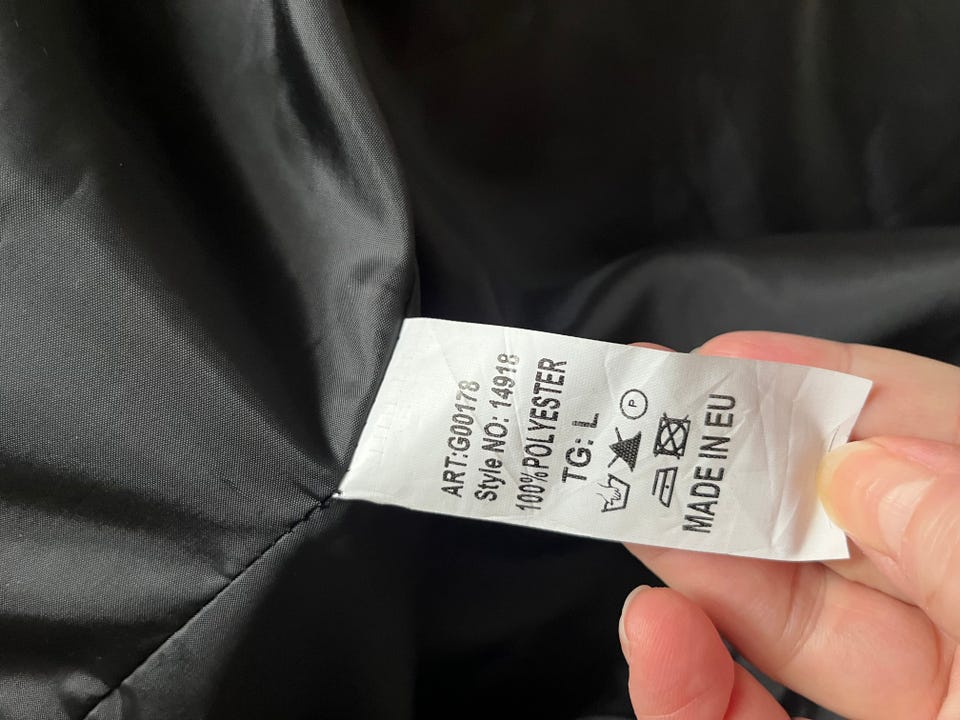 ART:G00178
Style NO: 14918
100%POLYESTER
TG: L
P
MADE IN EU